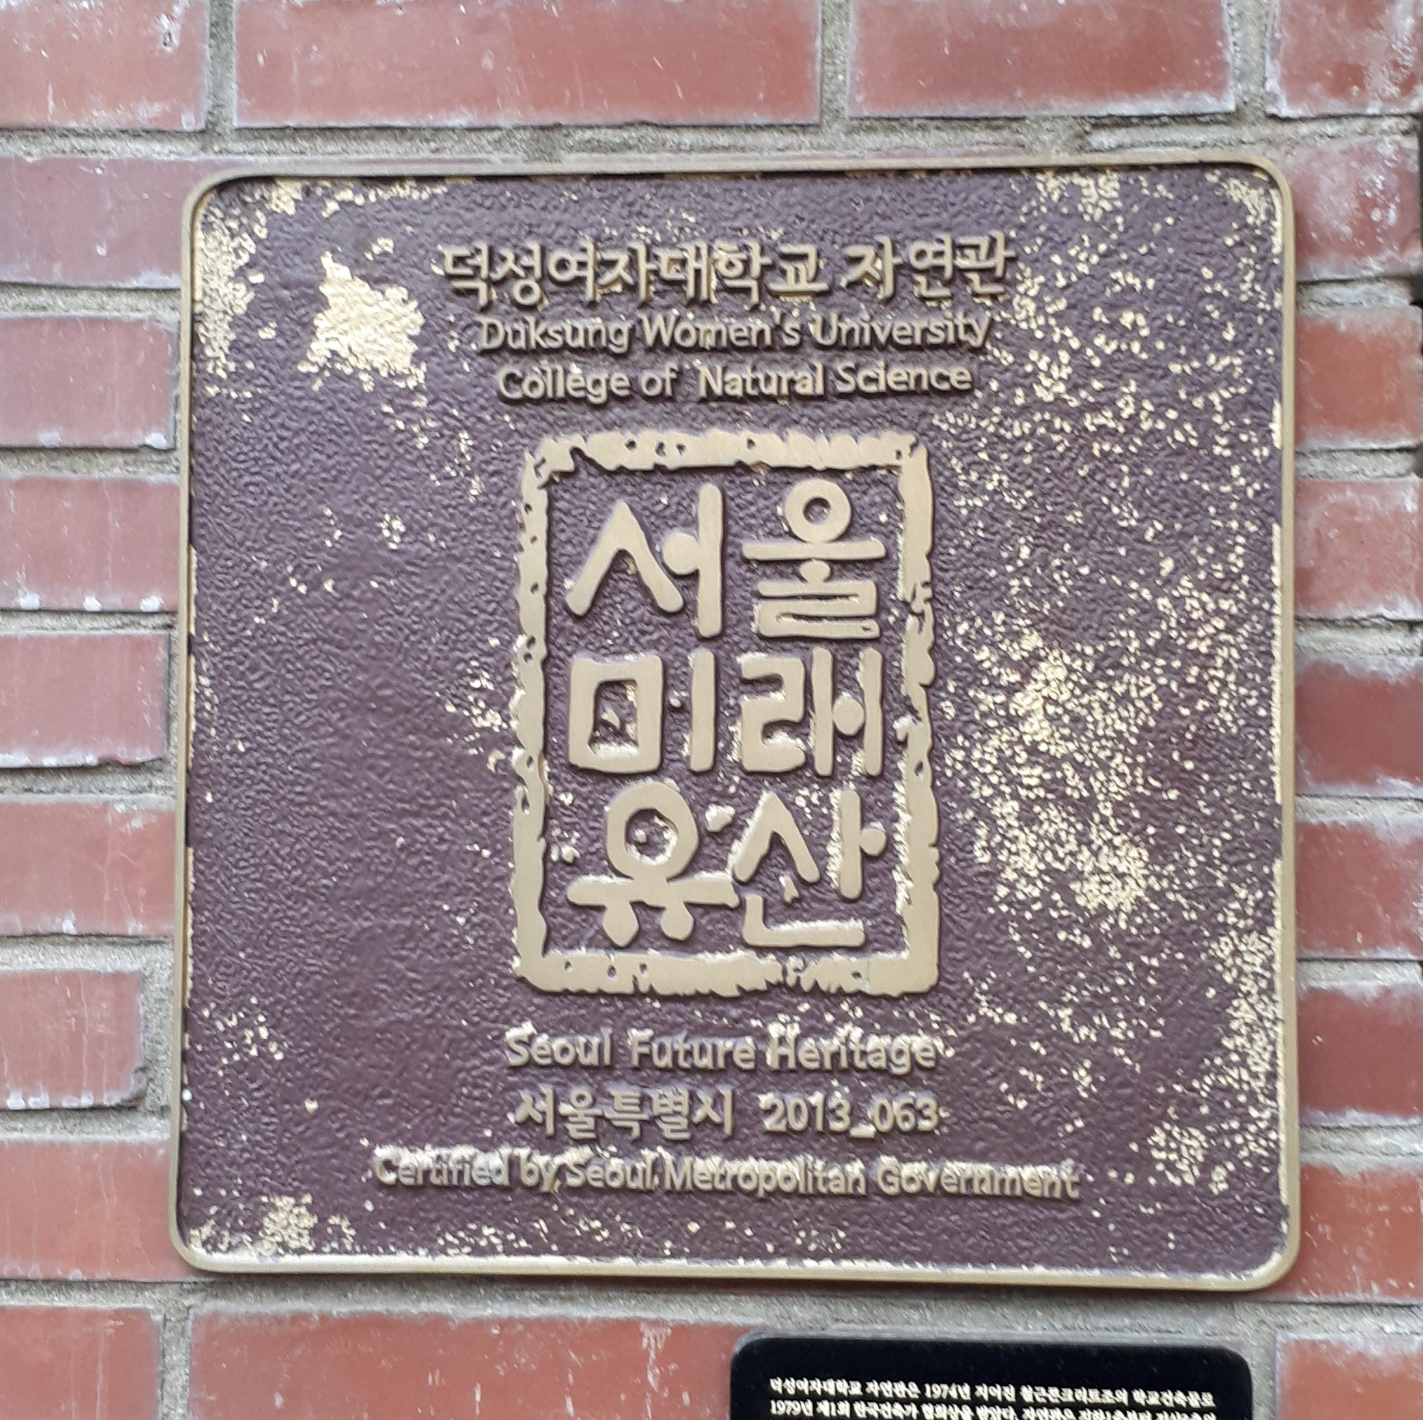 덕성여자대학교 자연관
Duksung Women's University
College of Natural Science
서울
미래
유산
Seoul Future Heritage
서울특별시 2013_063
Certified by Seoul Metropolitan Government
덕성여자대학교 자연관은 1974년 지어진 철근콘크리트조의 학교건축물로
1979년 제1회 한국건축가 협회상을 받았다. 자연관은